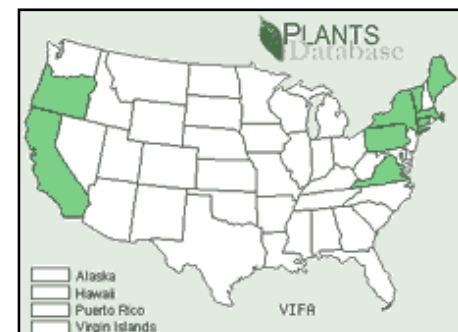 PLANTS
Database
Alaska
Hawaii
Puerto Rico
Virgin Islands
VIFA